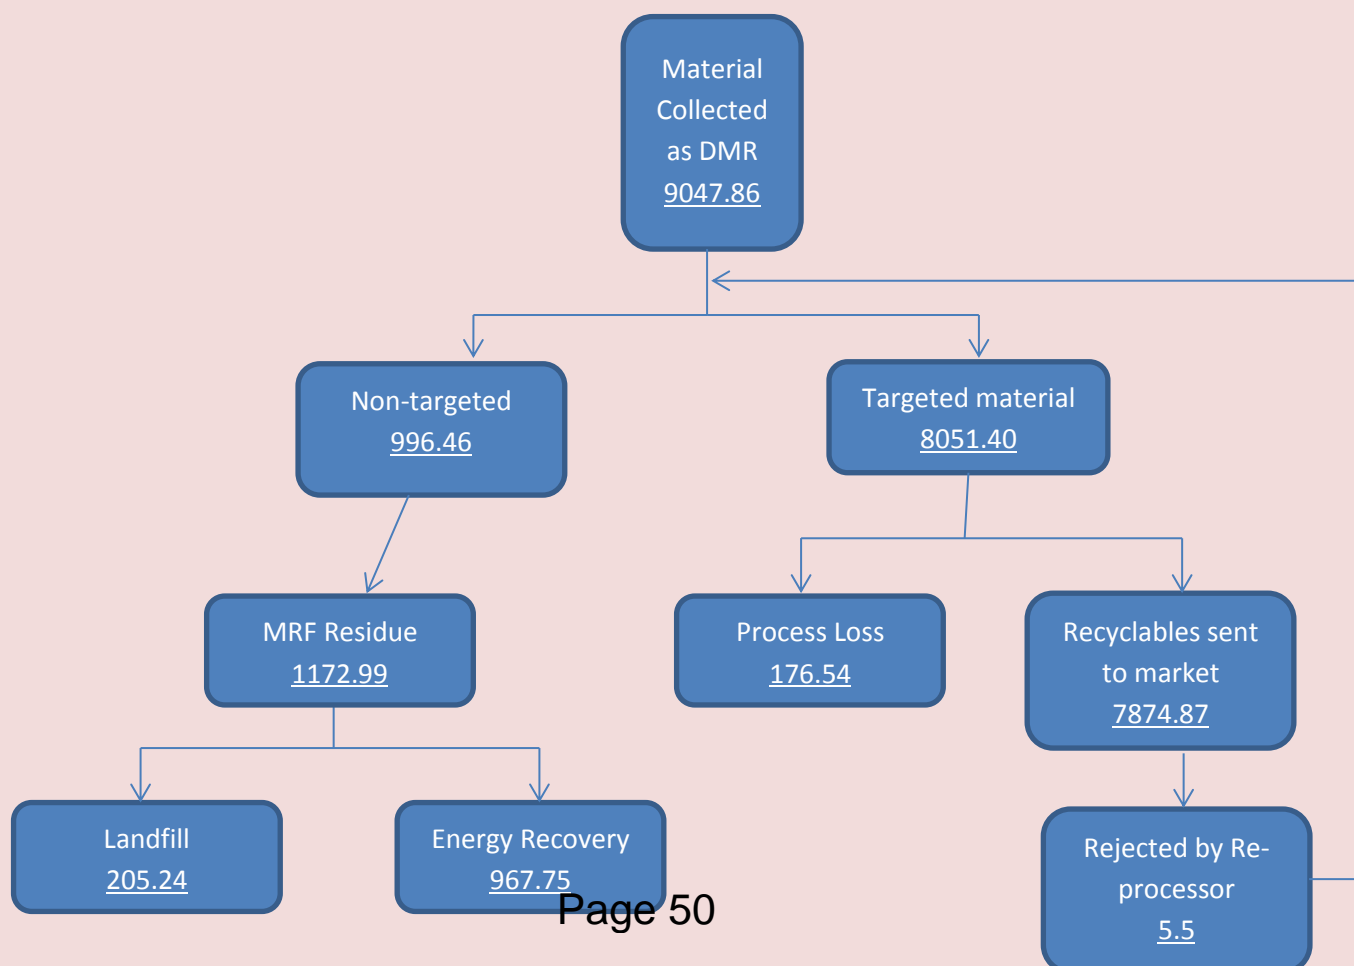 Material
Collected
as DMR
9047.86
Non-targeted
996.46
Targeted material
8051.40
MRF Residue
1172.99
Process Loss
176.54
Recyclables sent
to market
7874.87
Landfill
205.24
Energy Recovery
967.75
Rejected by Re-
processor
5.5
Page 50